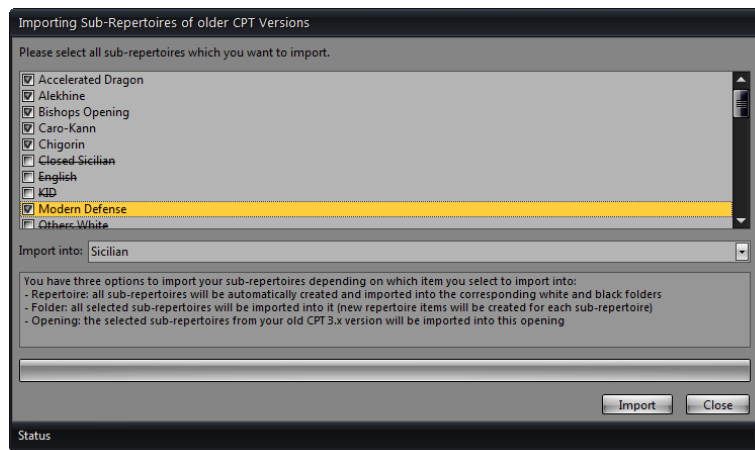 Importing Sub-Repertoires of older CPT Versions
Please select all sub-repertoires which you want to import.
Accelerated Dragon
Alekhine
Bishops Opening
Caro-Kann
Chigorin
Closed Sicilian
English
KID
Modern Defense
Others White
Import into: Sicilian
You have three options to import your sub-repertoires depending on which item you select to import into:
- Repertoire: all sub-repertoires will be automatically created and imported into the corresponding white and black folders
- Folder: all selected sub-repertoires will be imported into it (new repertoire items will be created for each sub-repertoire)
- Opening: the selected sub-repertoires from your old CPT 3.x version will be imported into this opening
Import Close
Status